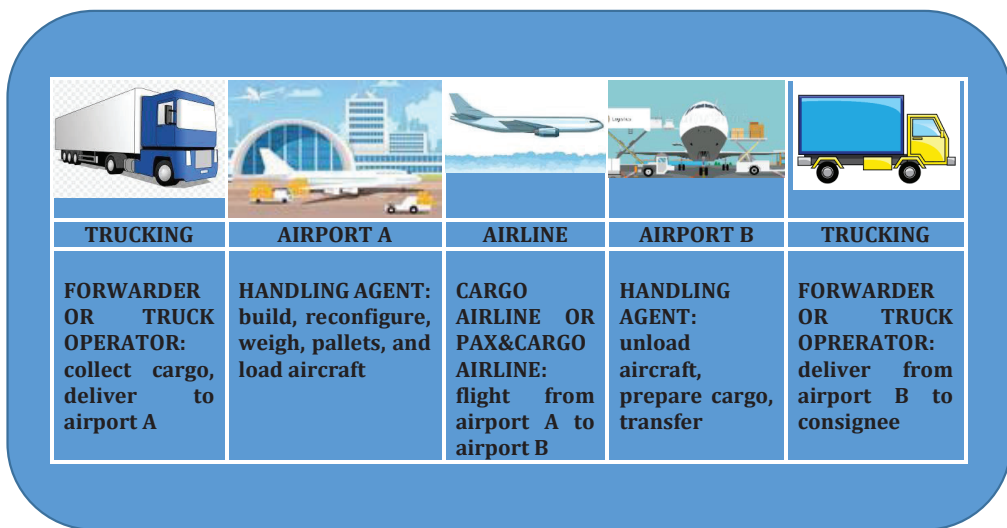 Logistics
TRUCKING
AIRPORT A
AIRLINE
AIRPORT B
TRUCKING
FORWARDER
OR TRUCK
OPERATOR:
collect cargo,
deliver to
airport A
HANDLING AGENT:
build, reconfigure,
weigh, pallets, and
load aircraft
CARGO
AIRLINE OR
PAX&CARGO
AIRLINE:
flight from
airport A to
airport B
HANDLING
AGENT:
unload
aircraft,
prepare cargo,
transfer
FORWARDER
OR TRUCK
OPRERATOR:
deliver from
airport B to
consignee